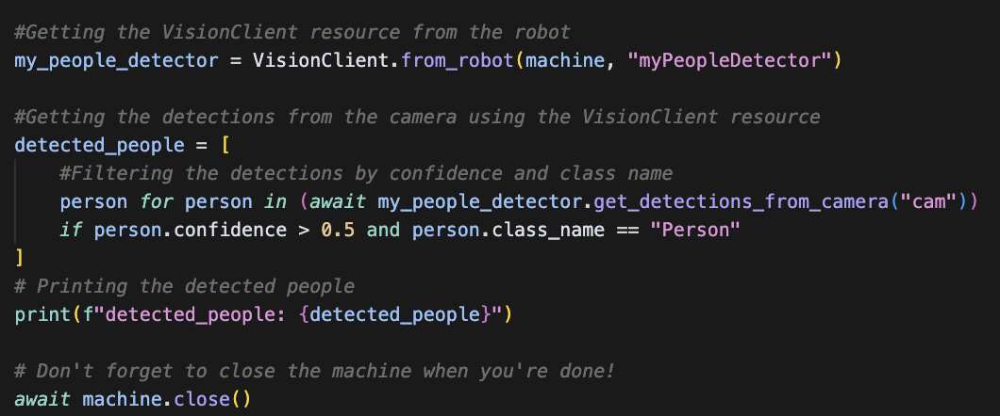 #Getting the VisionClient resource from the robot
my_people_detector = VisionClient.from_robot(machine, "myPeopleDetector")
#Getting the detections from the camera using the VisionClient resource
detected_people = [
#Filtering the detections by confidence and class name
person for person in (await my_people_detector.get_detections_from_camera("cam"))
if person.confidence > 0.5 and person.class_name == "Person"
]
# Printing the detected people
print(f"detected_people: {detected_people}")
# Don't forget to close the machine when you're done!
await machine.close()